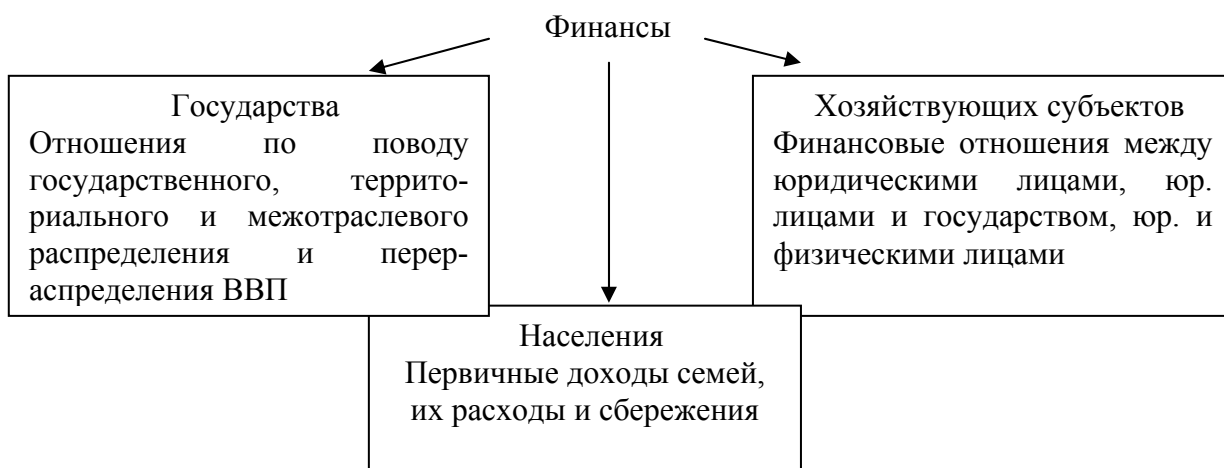 Финансы
Государства
Отношения по поводу
государственного, террито-
риального и межотраслевого
распределения и перер-
аспределения ВВП
Хозяйствующих субъектов
Финансовые отношения между
юридическими лицами, юр.
лицами и государством, юр. и
физическими лицами
Населения
Первичные доходы семей,
их расходы и сбережения